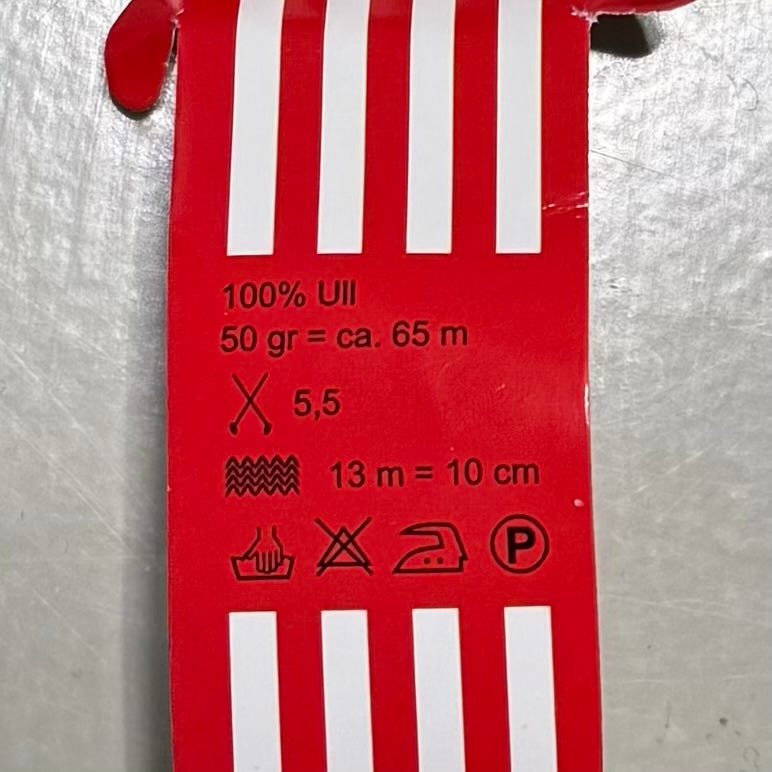 100% Ull
50 gr = ca. 65 m
5,5
13 m = 10 cm
P